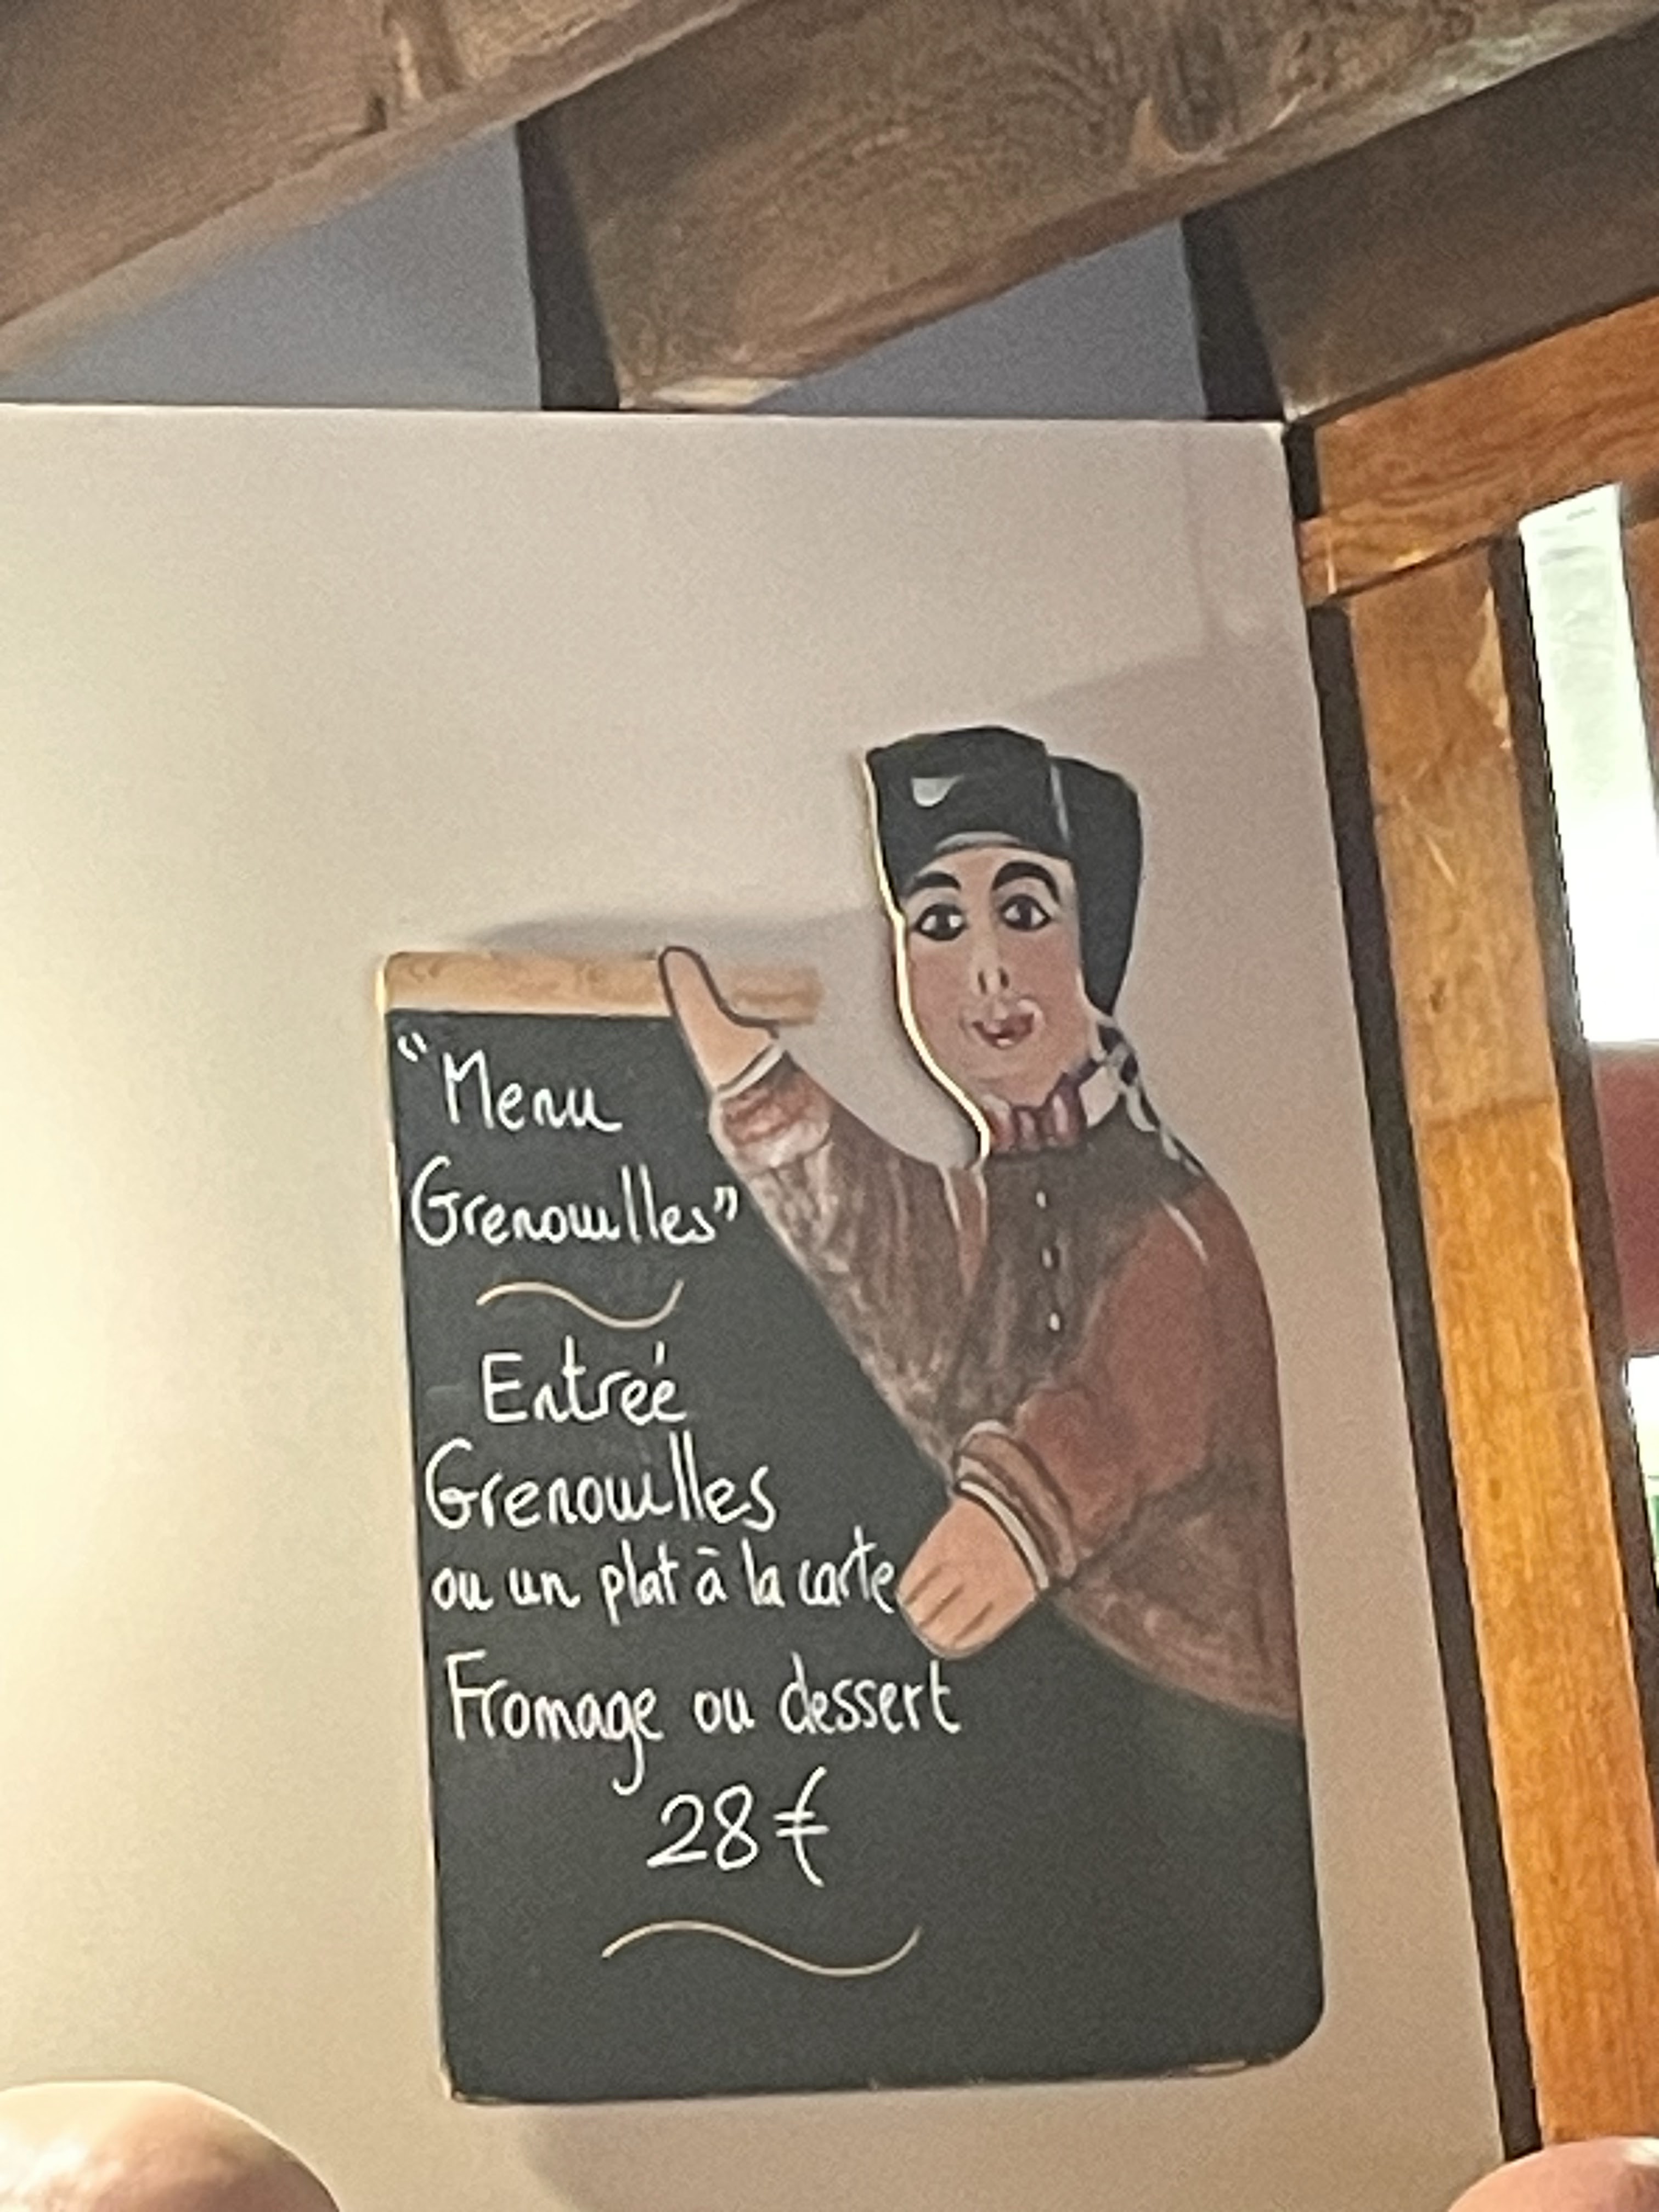 "Menu
Grenouilles"
Entrée
Grenouilles
ou un plat à la carte
Fromage ou dessert
28€